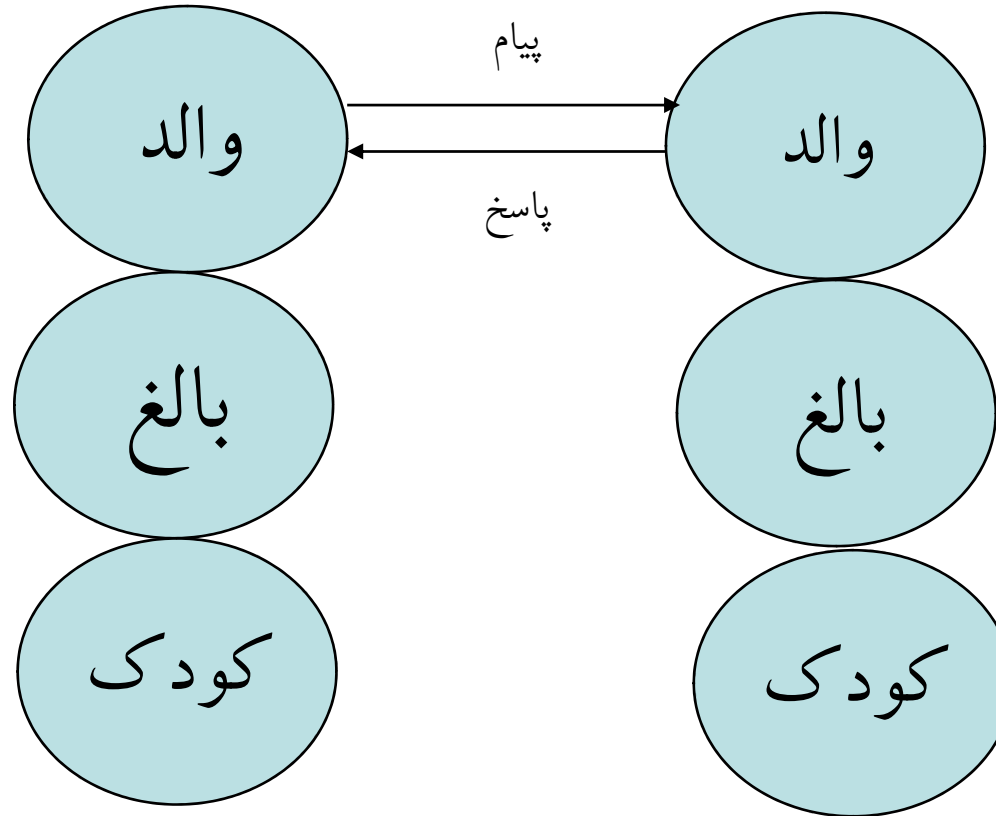 پیام
والد
والد
پاسخ
بالغ
بالغ
کودک
کودک